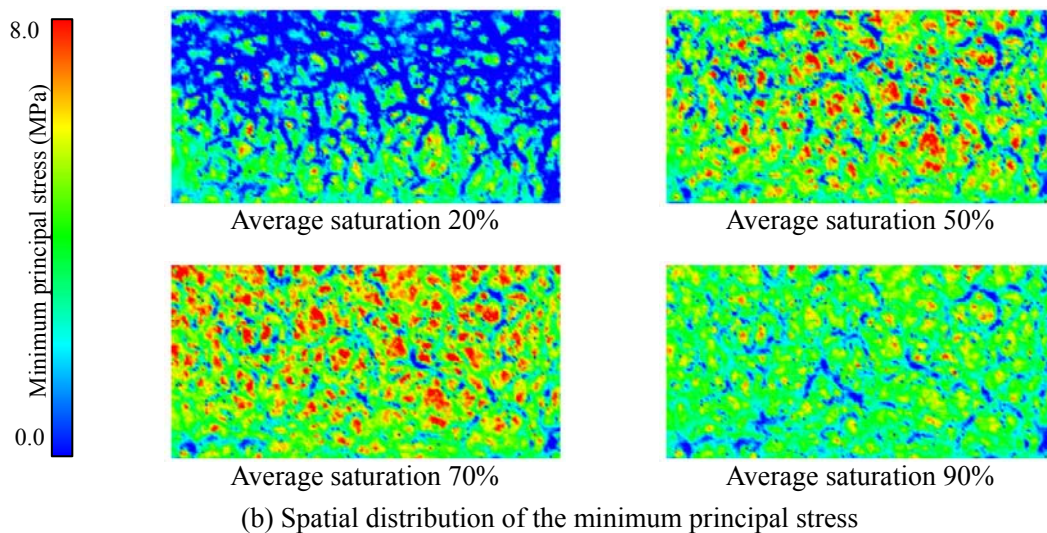 8.0
Minimum principal stress (MPa)
0.0
Average saturation 20%
Average saturation 50%
Average saturation 70%
Average saturation 90%
(b) Spatial distribution of the minimum principal stress